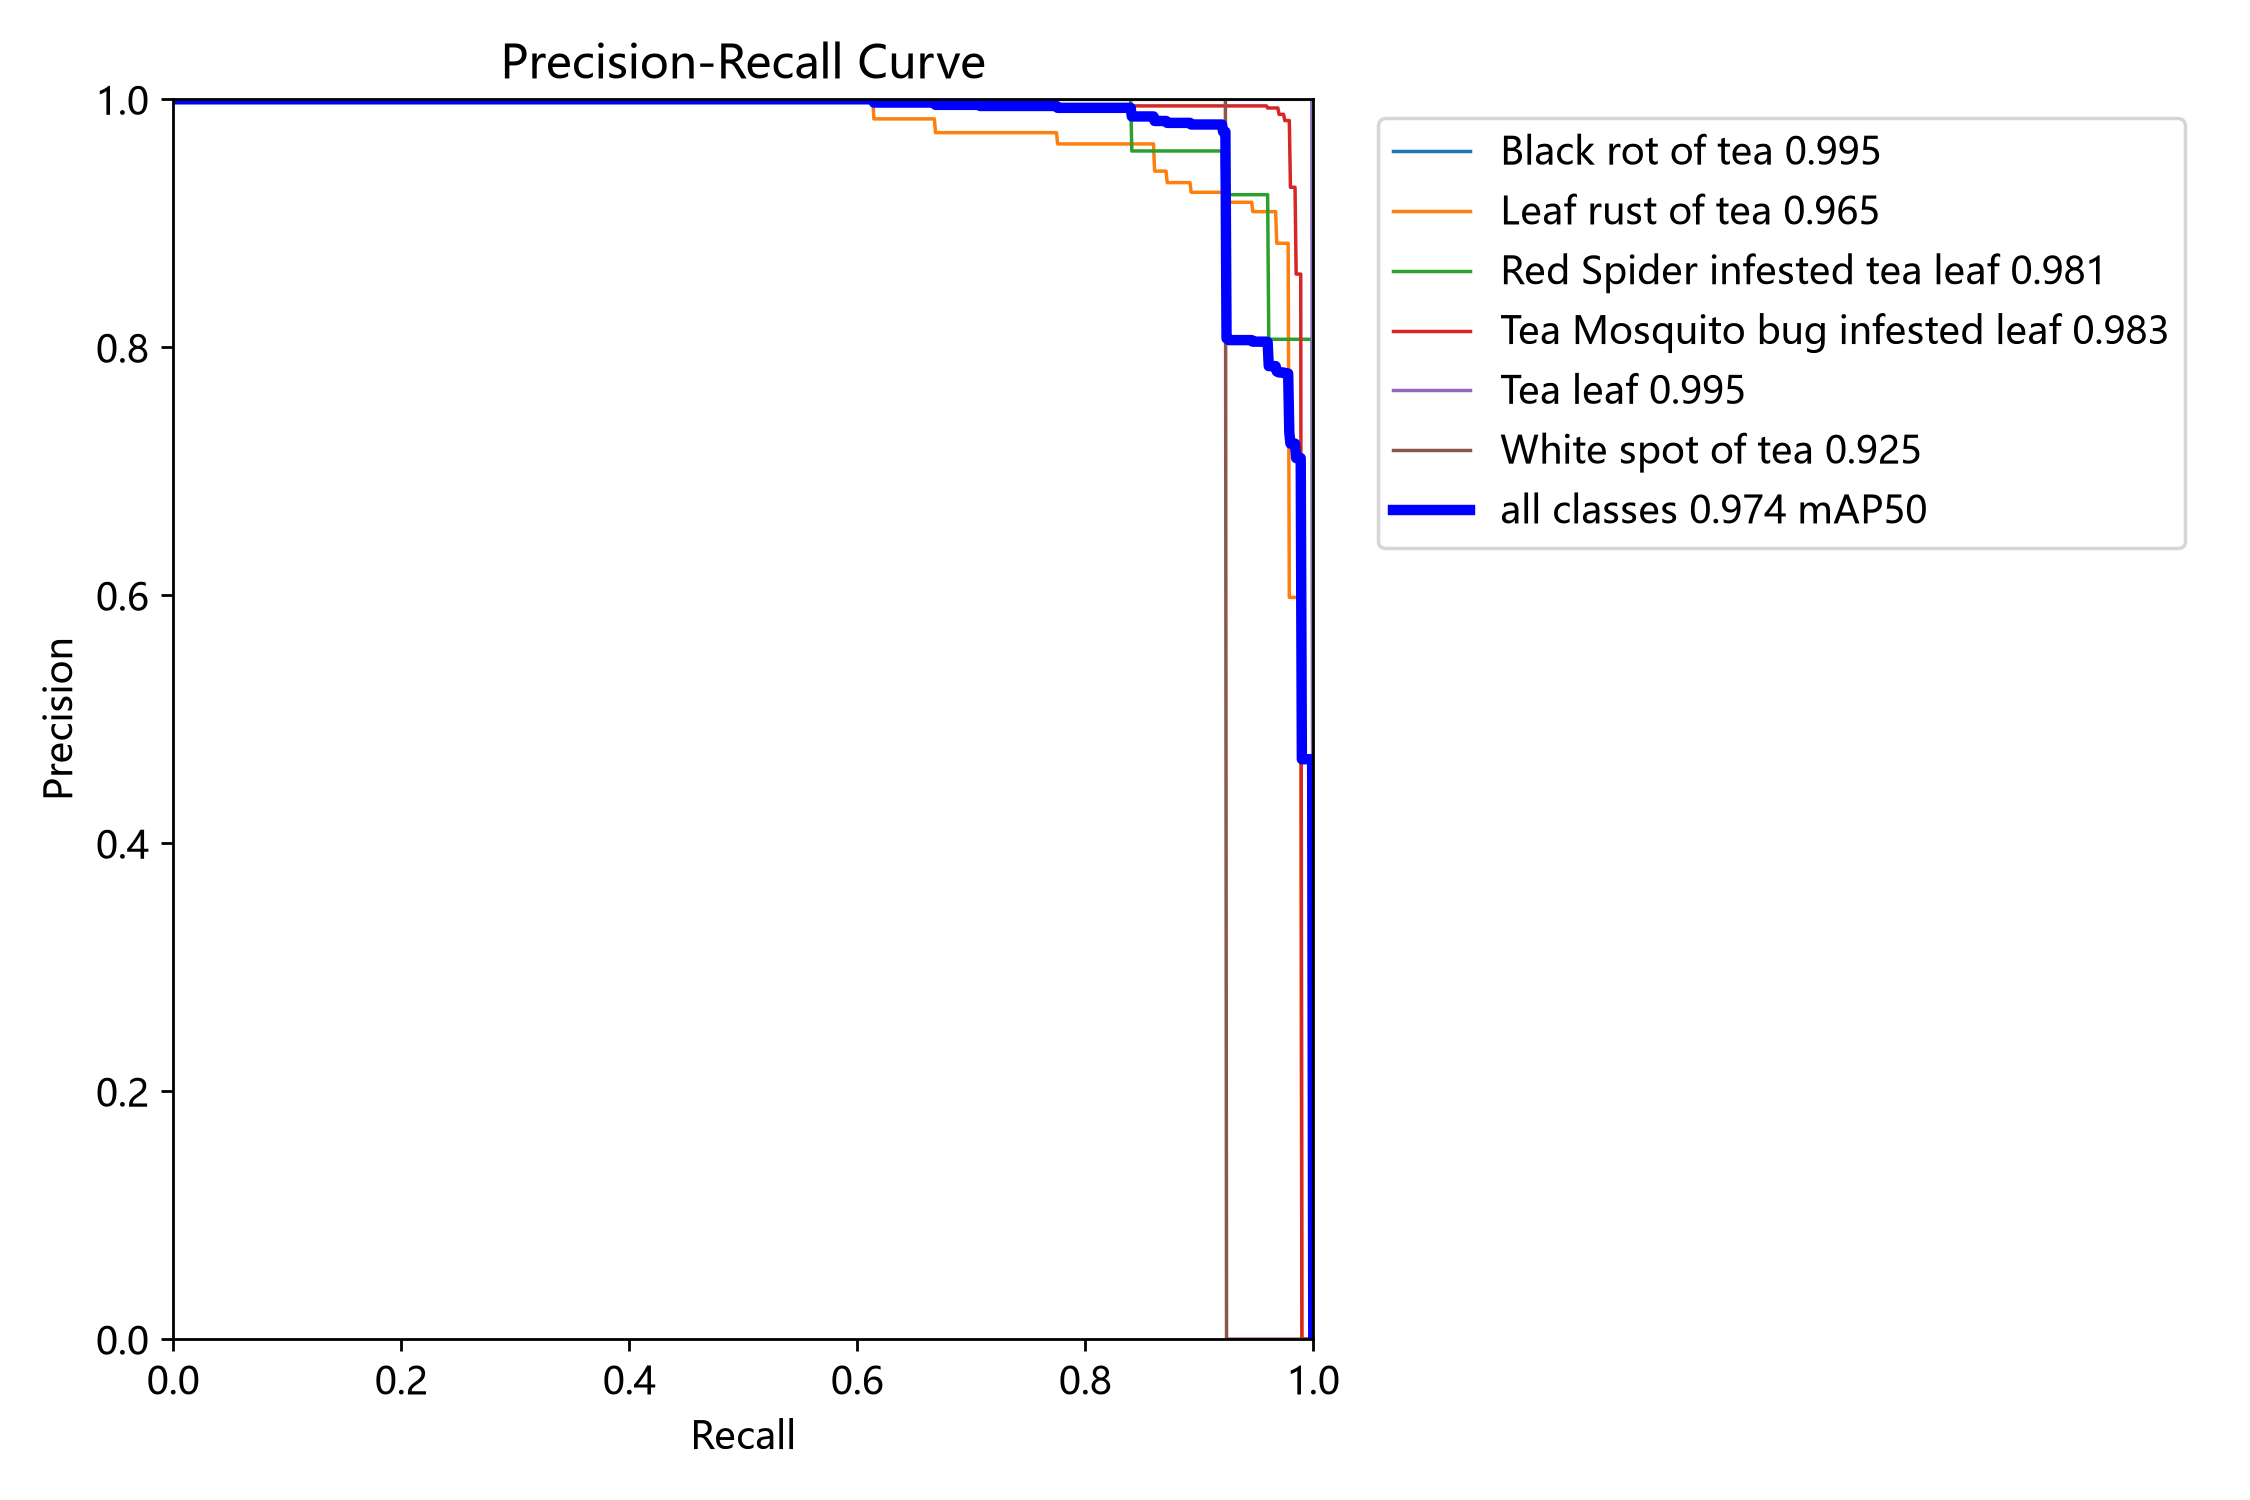 Precision-Recall Curve
1.0
0.8
0.6
0.4
0.2
0.0
Precision
0.0 0.2 0.4 0.6 0.8 1.0
Recall
Black rot of tea 0.995
Leaf rust of tea 0.965
Red Spider infested tea leaf 0.981
Tea Mosquito bug infested leaf 0.983
Tea leaf 0.995
White spot of tea 0.925
all classes 0.974 mAP50